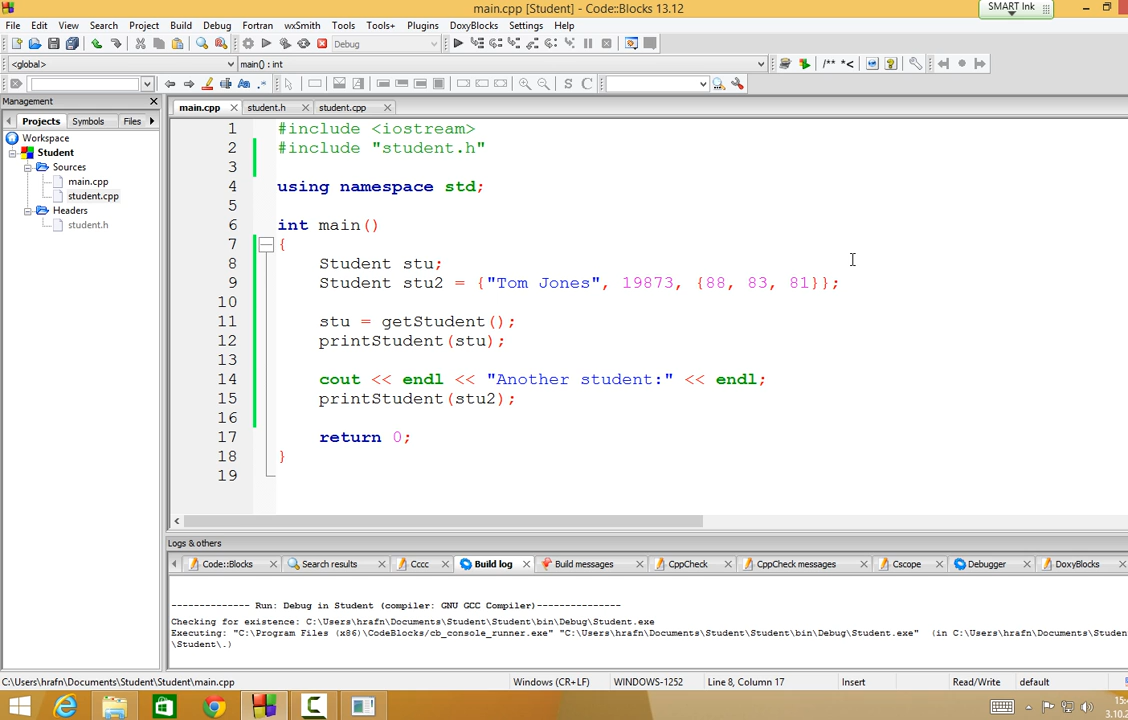 main.cpp [Student] - Code::Blocks 13.12
SMART Ink
File Edit View Search Project Build Debug Fortran wxSmith Tools Tools+ Plugins DoxyBlocks Settings Help
Debug
<global> main() : int
/** *<
S C
Management
main.cpp student.h student.cpp
Projects Symbols Files
Workspace
Student
Sources
main.cpp
student.cpp
Headers
student.h
1 #include <iostream>
2 #include "student.h"
3
4 using namespace std;
5
6 int main()
7 {
8 Student stu;
9 Student stu2 = {"Tom Jones", 19873, {88, 83, 81}};
10
11 stu = getStudent();
12 printStudent(stu);
13
14 cout << endl << "Another student:" << endl;
15 printStudent(stu2);
16
17 return 0;
18 }
19
Logs & others
Code::Blocks Search results Cccc Build log Build messages CppCheck CppCheck messages Cscope Debugger DoxyBlocks
-------------- Run: Debug in Student (compiler: GNU GCC Compiler)---------------
Checking for existence: C:\Users\hrafn\Documents\Student\Student\bin\Debug\Student.exe
Executing: "C:\Program Files (x86)\CodeBlocks/cb_console_runner.exe" "C:\Users\hrafn\Documents\Student\Student\bin\Debug\Student.exe" (in C:\Users\hrafn\Documents\Studen
\Student\.)
C:\Users\hrafn\Documents\Student\Student\main.cpp Windows (CR+LF) WINDOWS-1252 Line 8, Column 17 Insert Read/Write default
15:4
3.10.2